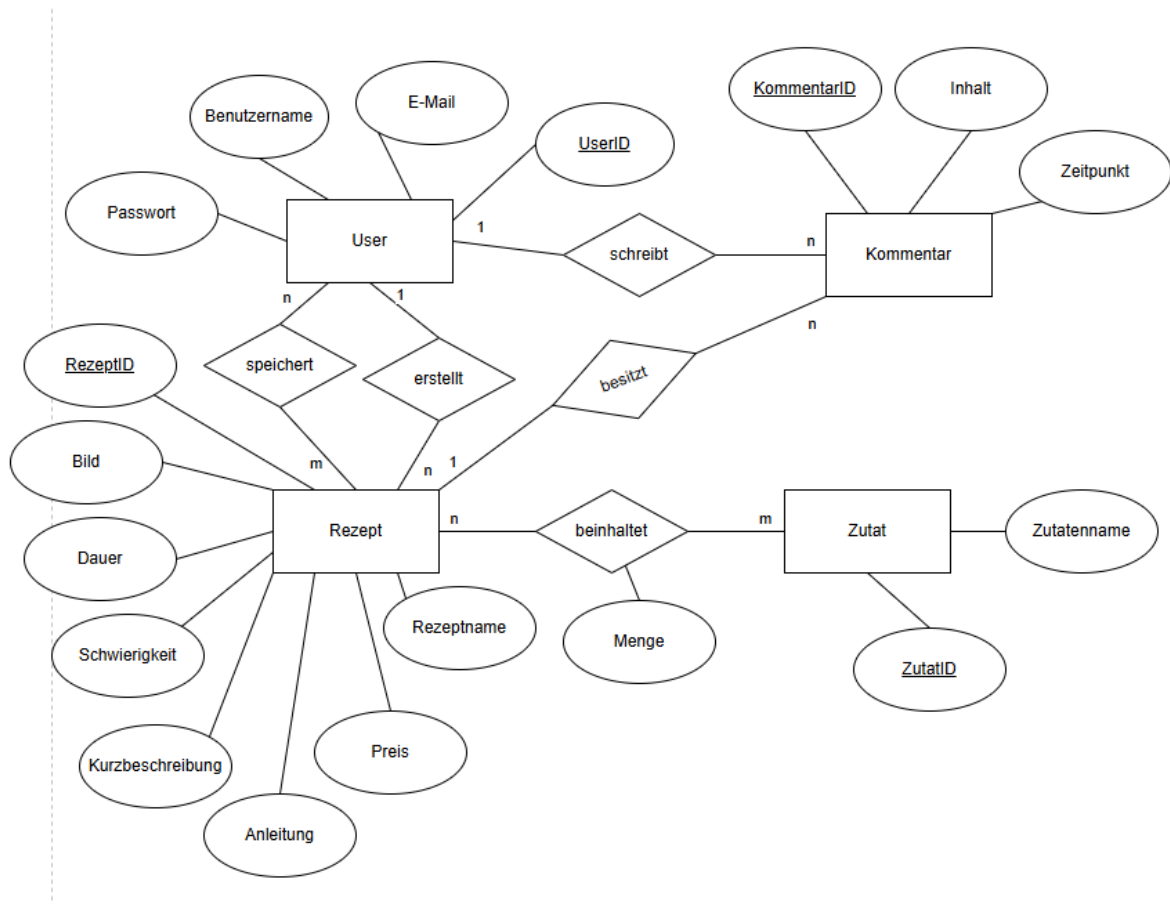 E-Mail
Benutzername
KommentarID
Inhalt
UserID
Zeitpunkt
Passwort
User
1
schreibt
n
Kommentar
n
1
n
RezeptID
speichert
erstellt
besitzt
Bild
m
n
1
Rezept
n
beinhaltet
m
Zutat
Zutatenname
Dauer
Rezeptname
Menge
Schwierigkeit
ZutatID
Kurzbeschreibung
Preis
Anleitung